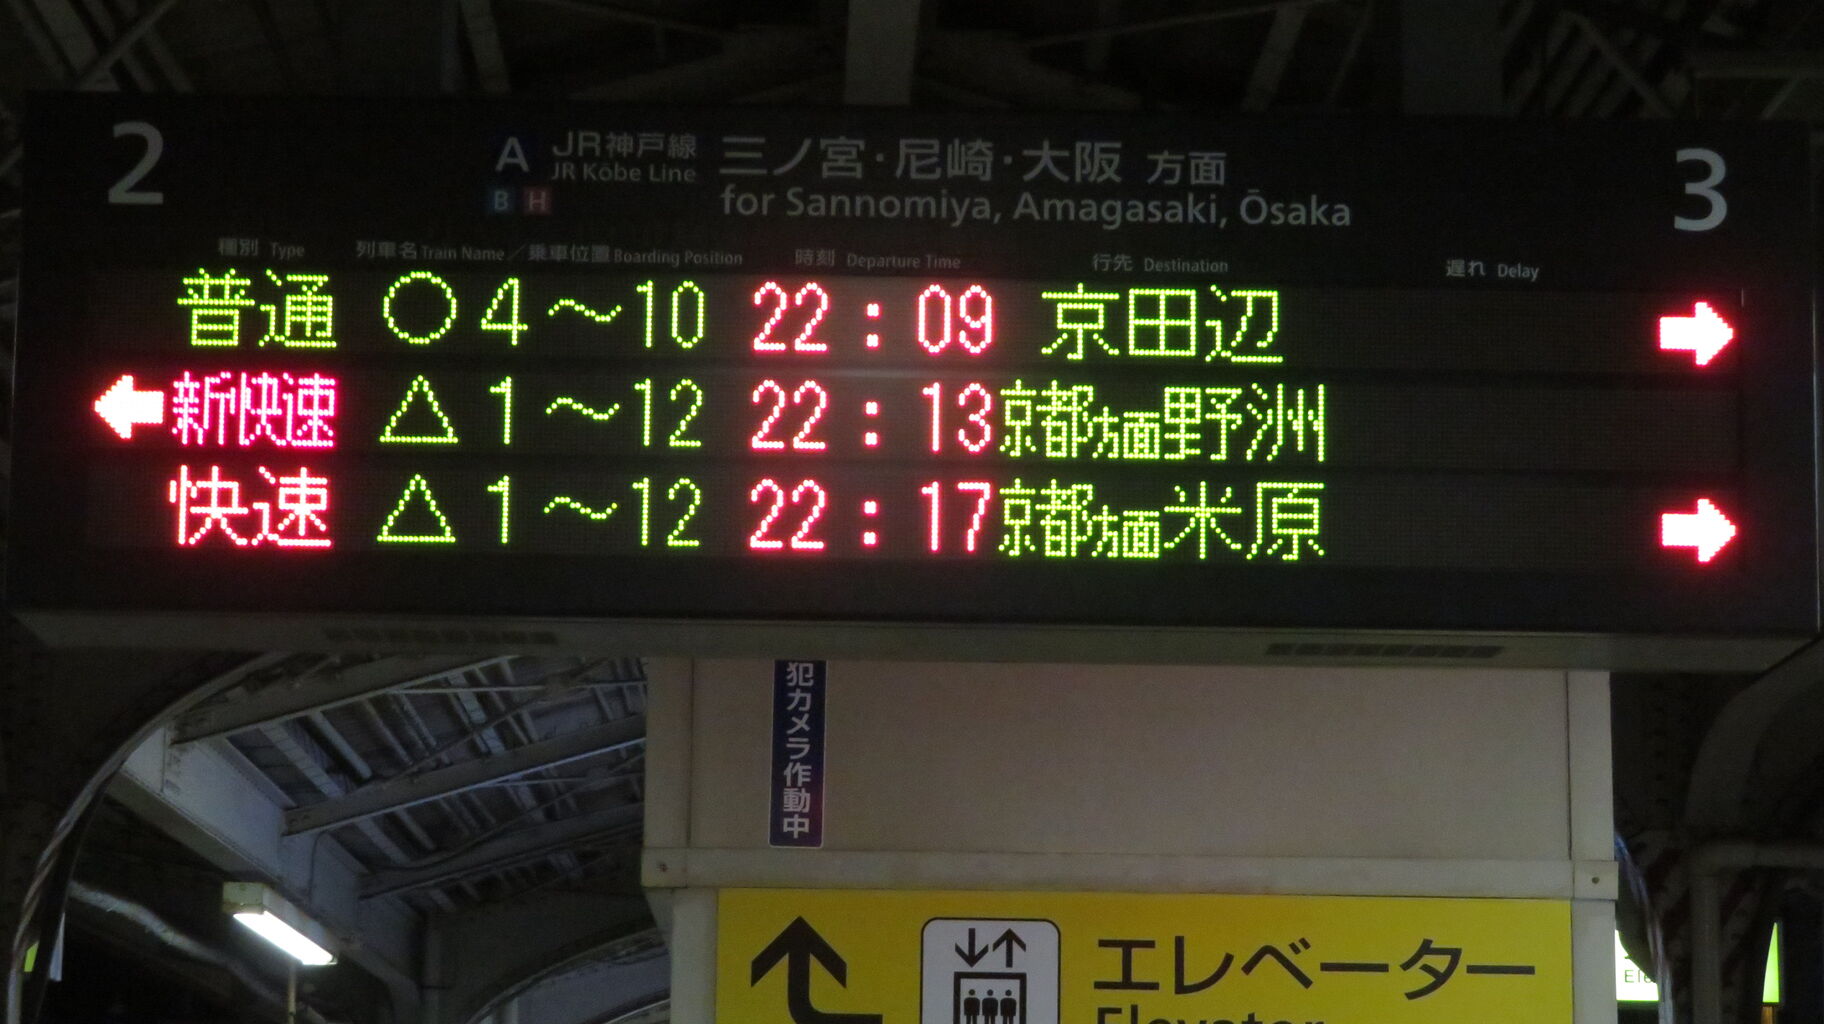 2
A JR神戸線 三ノ宮・尼崎・大阪 方面
JR Kōbe Line
B H for Sannomiya, Amagasaki, Ōsaka
3
種別 Type 列車名 Train Name／乗車位置 Boarding Position 時刻 Departure Time 行先 Destination 遅れ Delay
普通 ○ 4～10 22:09 京田辺
新快速 △ 1～12 22:13 京都方面野洲
快速 △ 1～12 22:17 京都方面米原
犯カメラ作動中
エレベーター
Elevator
Ele